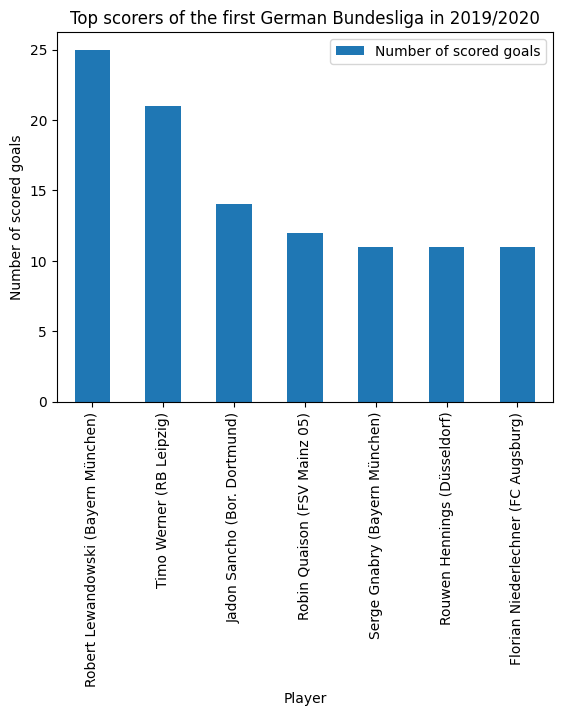 Top scorers of the first German Bundesliga in 2019/2020
Number of scored goals
Number of scored goals
25
20
15
10
5
0
Robert Lewandowski (Bayern München)
Timo Werner (RB Leipzig)
Jadon Sancho (Bor. Dortmund)
Robin Quaison (FSV Mainz 05)
Serge Gnabry (Bayern München)
Rouwen Hennings (Düsseldorf)
Florian Niederlechner (FC Augsburg)
Player